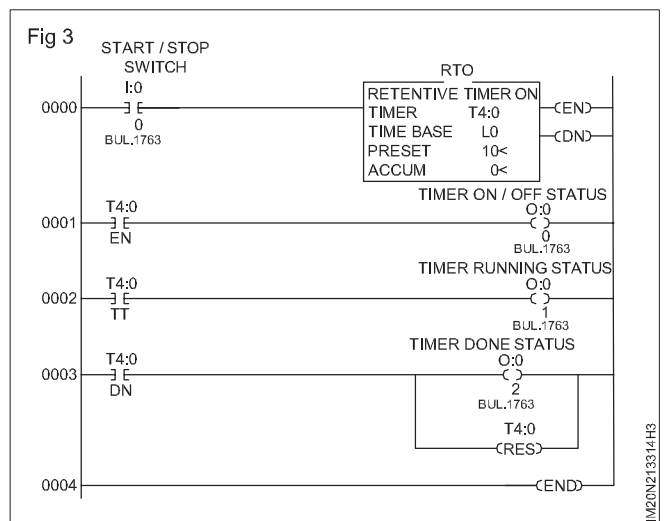 Fig 3
START / STOP
SWITCH
I:0
0
BUL.1763
0000
RTO
RETENTIVE TIMER ON
TIMER T4:0
TIME BASE L0
PRESET 10<
ACCUM 0<
(EN)
(DN)
TIMER ON / OFF STATUS
0001
T4:0
EN
O:0
0
BUL.1763
TIMER RUNNING STATUS
0002
T4:0
TT
O:0
1
BUL.1763
TIMER DONE STATUS
0003
T4:0
DN
O:0
2
BUL.1763
T4:0
(RES)
0004
(END)
IM20N213314H3